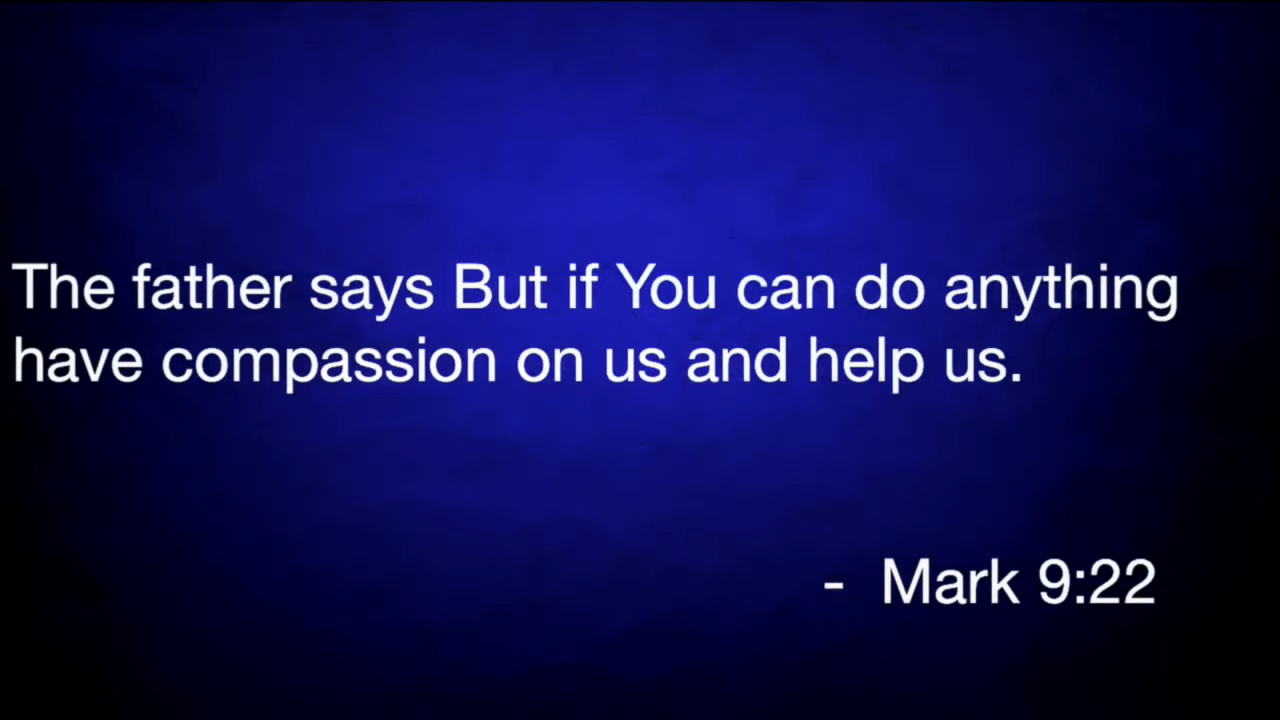 The father says But if You can do anything
have compassion on us and help us.
- Mark 9:22